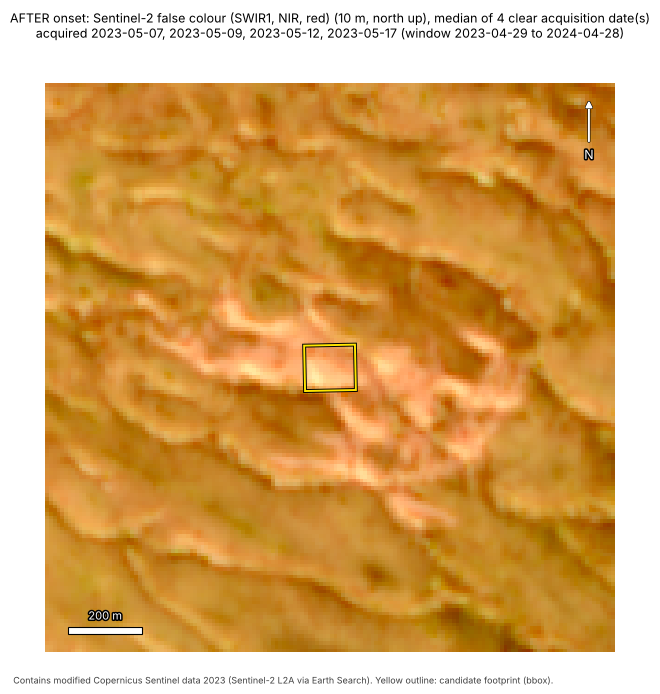 AFTER onset: Sentinel-2 false colour (SWIR1, NIR, red) (10 m, north up), median of 4 clear acquisition date(s)
acquired 2023-05-07, 2023-05-09, 2023-05-12, 2023-05-17 (window 2023-04-29 to 2024-04-28)
N
200 m
Contains modified Copernicus Sentinel data 2023 (Sentinel-2 L2A via Earth Search). Yellow outline: candidate footprint (bbox).